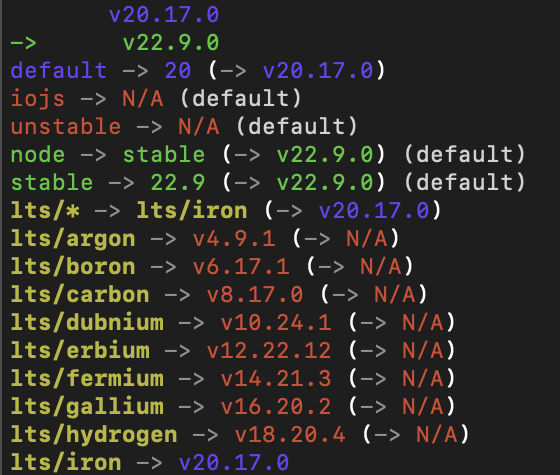 v20.17.0
-> v22.9.0
default -> 20 (-> v20.17.0)
iojs -> N/A (default)
unstable -> N/A (default)
node -> stable (-> v22.9.0) (default)
stable -> 22.9 (-> v22.9.0) (default)
lts/* -> lts/iron (-> v20.17.0)
lts/argon -> v4.9.1 (-> N/A)
lts/boron -> v6.17.1 (-> N/A)
lts/carbon -> v8.17.0 (-> N/A)
lts/dubnium -> v10.24.1 (-> N/A)
lts/erbium -> v12.22.12 (-> N/A)
lts/fermium -> v14.21.3 (-> N/A)
lts/gallium -> v16.20.2 (-> N/A)
lts/hydrogen -> v18.20.4 (-> N/A)
lts/iron -> v20.17.0